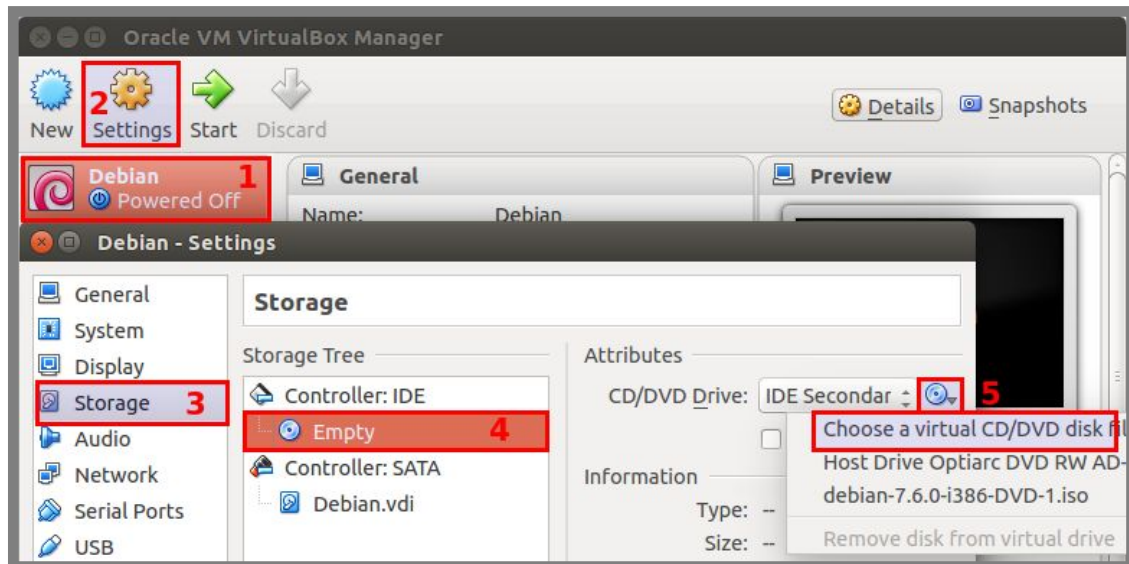 Oracle VM VirtualBox Manager
2
New Settings Start Discard
Details Snapshots
Debian 1
Powered Off
General
Name: Debian
Preview
Debian - Settings
General
System
Display
Storage 3
Audio
Network
Serial Ports
USB
Storage
Storage Tree
Controller: IDE
Empty 4
Controller: SATA
Debian.vdi
Attributes
CD/DVD Drive: IDE Secondar 5
Choose a virtual CD/DVD disk fil
Host Drive Optiarc DVD RW AD-
debian-7.6.0-i386-DVD-1.iso
Remove disk from virtual drive
Information
Type: --
Size: --